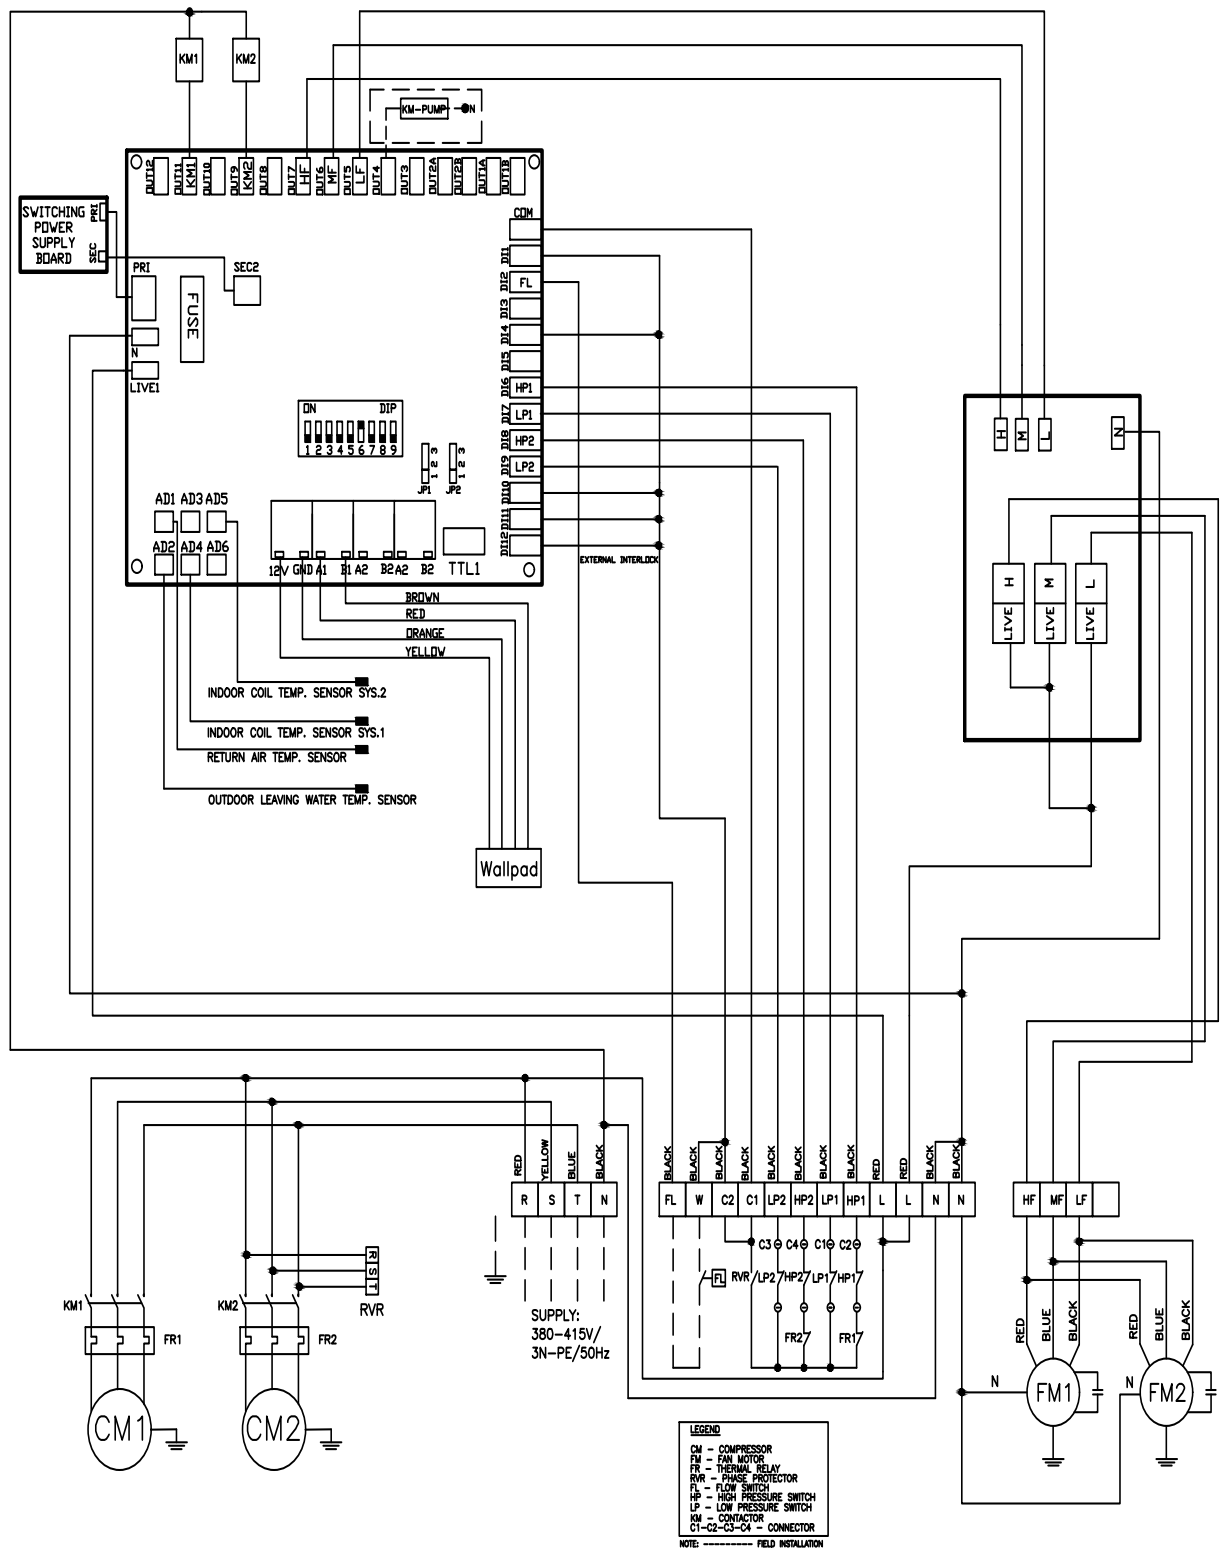 KM1
KM2
KM-PUMP
N
OUT12
OUT11
KM1
OUT10
OUT9
KM2
OUT8
OUT7
HF
OUT6
MF
OUT5
LF
OUT4
OUT3
OUT2A
OUT2B
OUT1A
OUT1B
SWITCHING
POWER
SUPPLY
BOARD
PRI
SEC
PRI
FUSE
SEC2
N
LIVE1
COM
DI1
DI2
FL
DI3
DI4
DI5
DI6
HP1
DI7
LP1
DI8
HP2
DI9
LP2
DI10
DI11
DI12
EXTERNAL INTERLOCK
ON DIP
1 2 3 4 5 6 7 8 9
1 2 3
JP1
1 2 3
JP2
AD1 AD3 AD5
AD2 AD4 AD6
12V GND A1 B1 A2 B2 A2 B2
TTL1
BROWN
RED
ORANGE
YELLOW
INDOOR COIL TEMP. SENSOR SYS.2
INDOOR COIL TEMP. SENSOR SYS.1
RETURN AIR TEMP. SENSOR
OUTDOOR LEAVING WATER TEMP. SENSOR
Wallpad
H
M
L
N
H
M
L
LIVE
LIVE
LIVE
RED
YELLOW
BLUE
BLACK
BLACK
BLACK
BLACK
BLACK
BLACK
BLACK
BLACK
BLACK
RED
RED
BLACK
BLACK
R S T N
FL W C2 C1 LP2 HP2 LP1 HP1 L L N N
HF MF LF
C3 C4 C1 C2
FL
RVR LP2 HP2 LP1 HP1
FR2 FR1
R
S
T
RVR
KM1
KM2
FR1
FR2
CM1
CM2
SUPPLY:
380-415V/
3N-PE/50Hz
RED
BLUE
BLACK
RED
BLUE
BLACK
N
FM1
N
FM2
LEGEND
CM - COMPRESSOR
FM - FAN MOTOR
FR - THERMAL RELAY
RVR - PHASE PROTECTOR
FL - FLOW SWITCH
HP - HIGH PRESSURE SWITCH
LP - LOW PRESSURE SWITCH
KM - CONTACTOR
C1-C2-C3-C4 - CONNECTOR
NOTE: --------- FIELD INSTALLATION